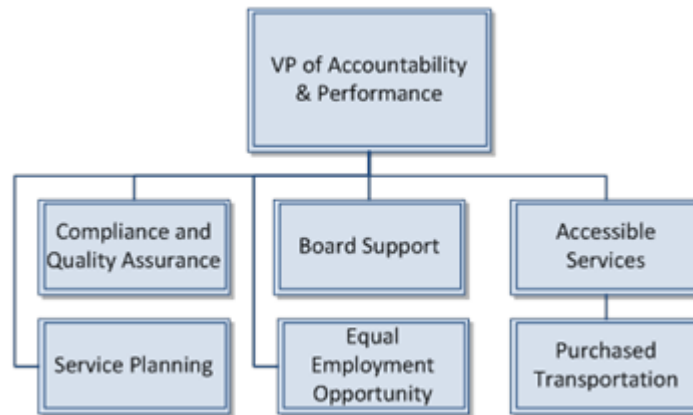 VP of Accountability
& Performance
Compliance and
Quality Assurance
Board Support
Accessible
Services
Service Planning
Equal
Employment
Opportunity
Purchased
Transportation